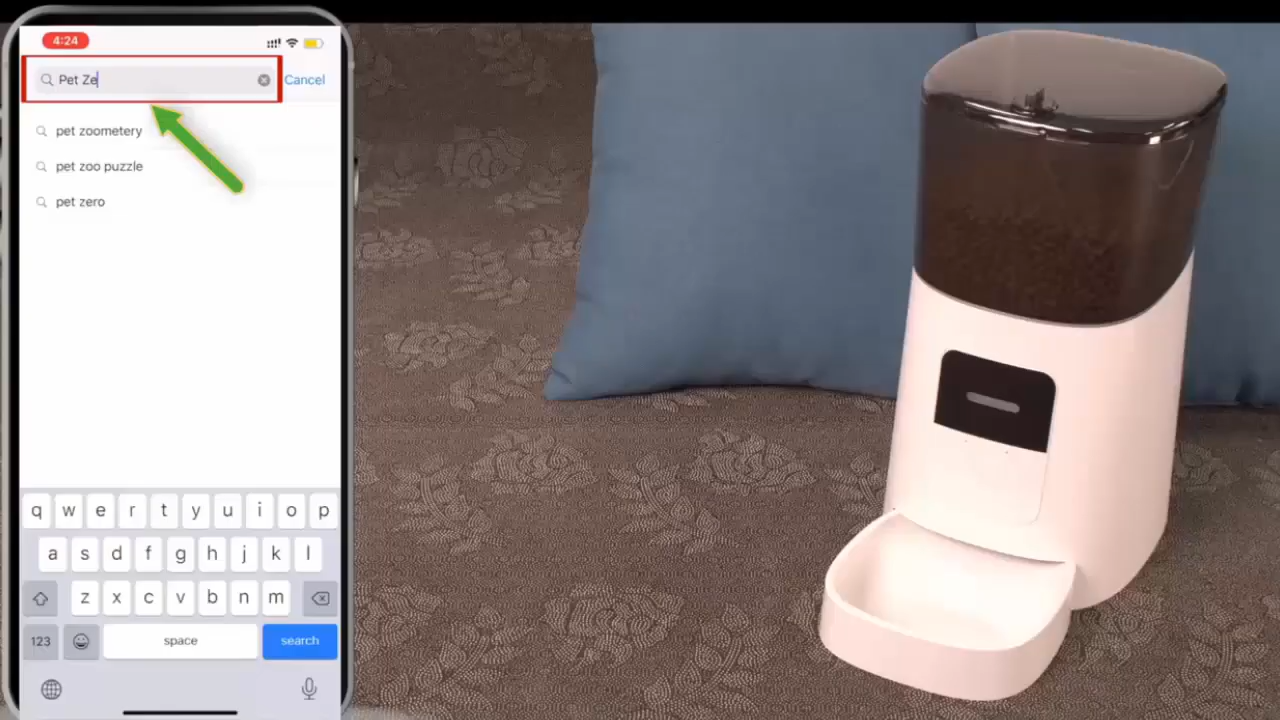 4:24
Pet Ze
Cancel
pet zoometery
pet zoo puzzle
pet zero
q w e r t y u i o p
a s d f g h j k l
z x c v b n m
123 space search